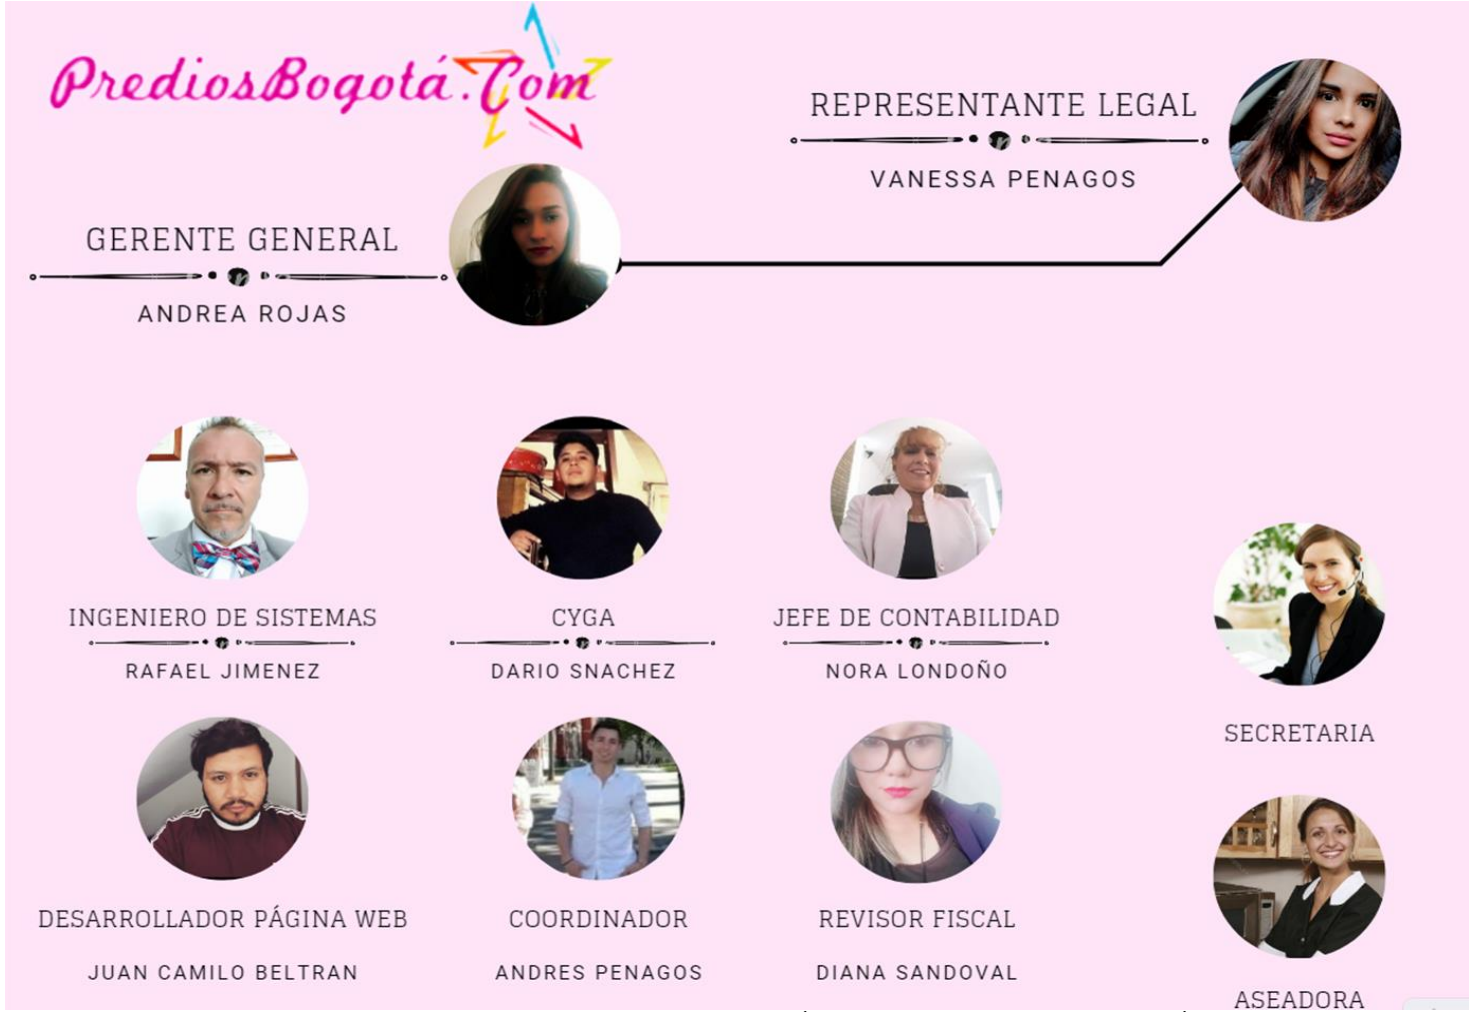 PrediosBogotá.Com
REPRESENTANTE LEGAL
VANESSA PENAGOS
GERENTE GENERAL
ANDREA ROJAS
INGENIERO DE SISTEMAS
RAFAEL JIMENEZ
CYGA
DARIO SNACHEZ
JEFE DE CONTABILIDAD
NORA LONDOÑO
SECRETARIA
DESARROLLADOR PÁGINA WEB
JUAN CAMILO BELTRAN
COORDINADOR
ANDRES PENAGOS
REVISOR FISCAL
DIANA SANDOVAL
ASEADORA